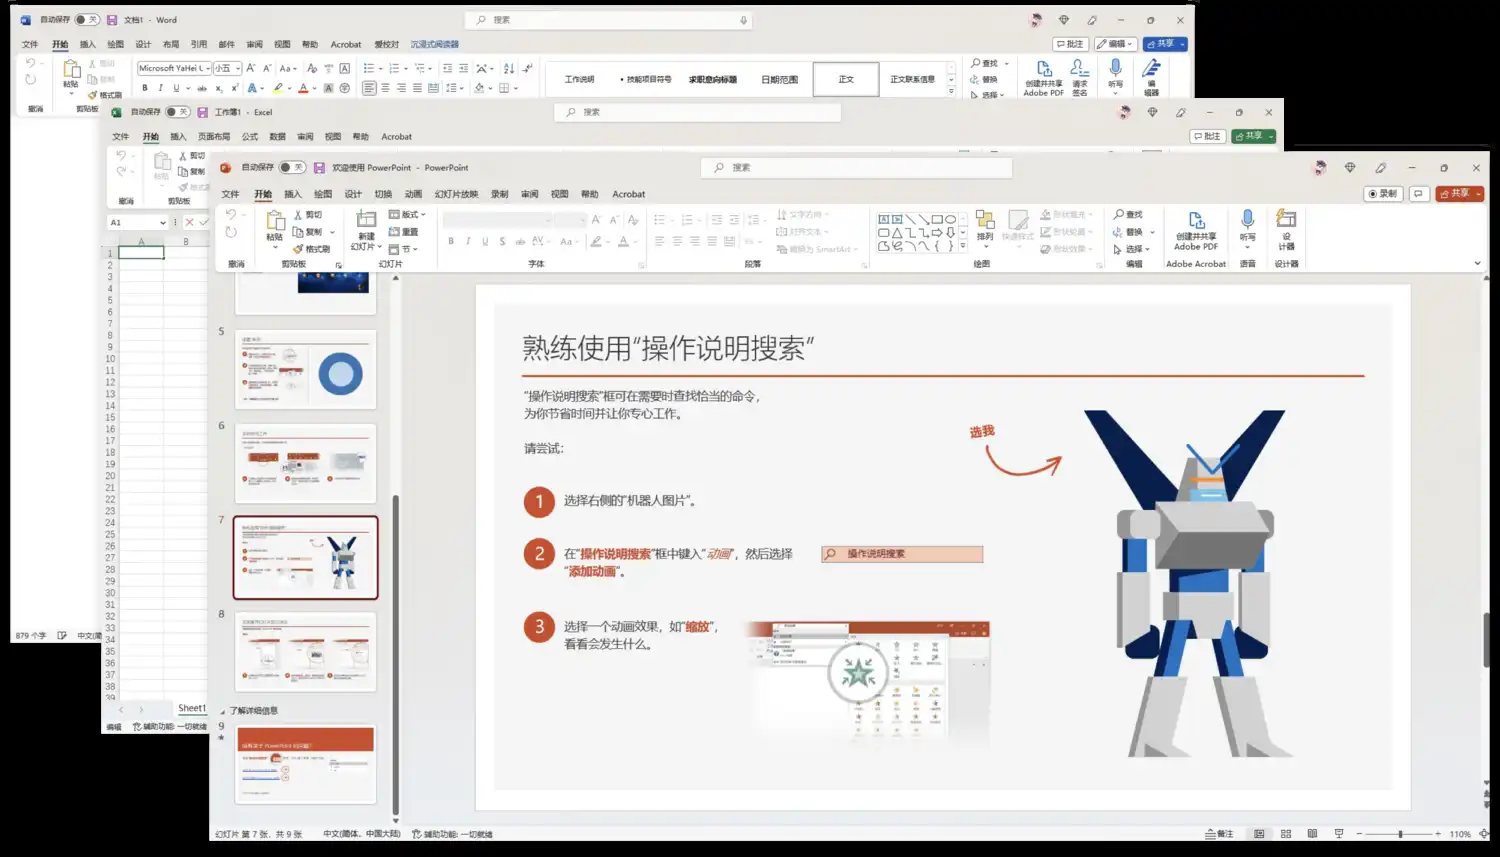 自动保存 关 文档1 - Word
搜索
文件 开始 插入 绘图 设计 布局 引用 邮件 审阅 视图 帮助 Acrobat 爱校对 沉浸式阅读器
批注 编辑 共享
粘贴 剪切 复制 格式刷
撤消 剪贴板
Microsoft YaHei U 小五
工作说明 • 技能项目符号 求职意向标题 日期范围 正文 正文联系信息
查找 替换 选择
创建并共享 Adobe PDF 请求 签名 听写 编辑器
879 个字
自动保存 关 工作簿1 - Excel
搜索
文件 开始 插入 页面布局 公式 数据 审阅 视图 帮助 Acrobat
批注 共享
粘贴 剪切 复制 格式刷
撤消 剪贴板
A1
A B
1
2
3
4
5
6
7
8
9
10
11
12
13
14
15
16
17
18
19
20
21
22
23
24
25
26
27
28
29
30
31
32
33
34
35
36
37
38
39
Sheet1
编辑 辅助功能: 一切就绪
自动保存 关 欢迎使用 PowerPoint - PowerPoint
搜索
文件 开始 插入 绘图 设计 切换 动画 幻灯片放映 录制 审阅 视图 帮助 Acrobat
录制 共享
粘贴 剪切 复制 格式刷
新建 幻灯片 版式 重置 节
文字方向 对齐文本 转换为 SmartArt
排列 快速样式 形状填充 形状轮廓 形状效果
查找 替换 选择
创建并共享 Adobe PDF 听写 设计器
撤消 剪贴板 幻灯片 字体 段落 绘图 编辑 Adobe Acrobat 语音 设计器
5
6
7
8
了解详细信息
9
熟练使用“操作说明搜索”
“操作说明搜索”框可在需要时查找恰当的命令，
为你节省时间并让你专心工作。
请尝试：
选我
1 选择右侧的“机器人图片”。
2 在“操作说明搜索”框中键入“动画”，然后选择
“添加动画”。
操作说明搜索
3 选择一个动画效果，如“缩放”，
看看会发生什么。
幻灯片 第 7 张，共 9 张 中文(简体，中国大陆) 辅助功能: 一切就绪
备注 110%